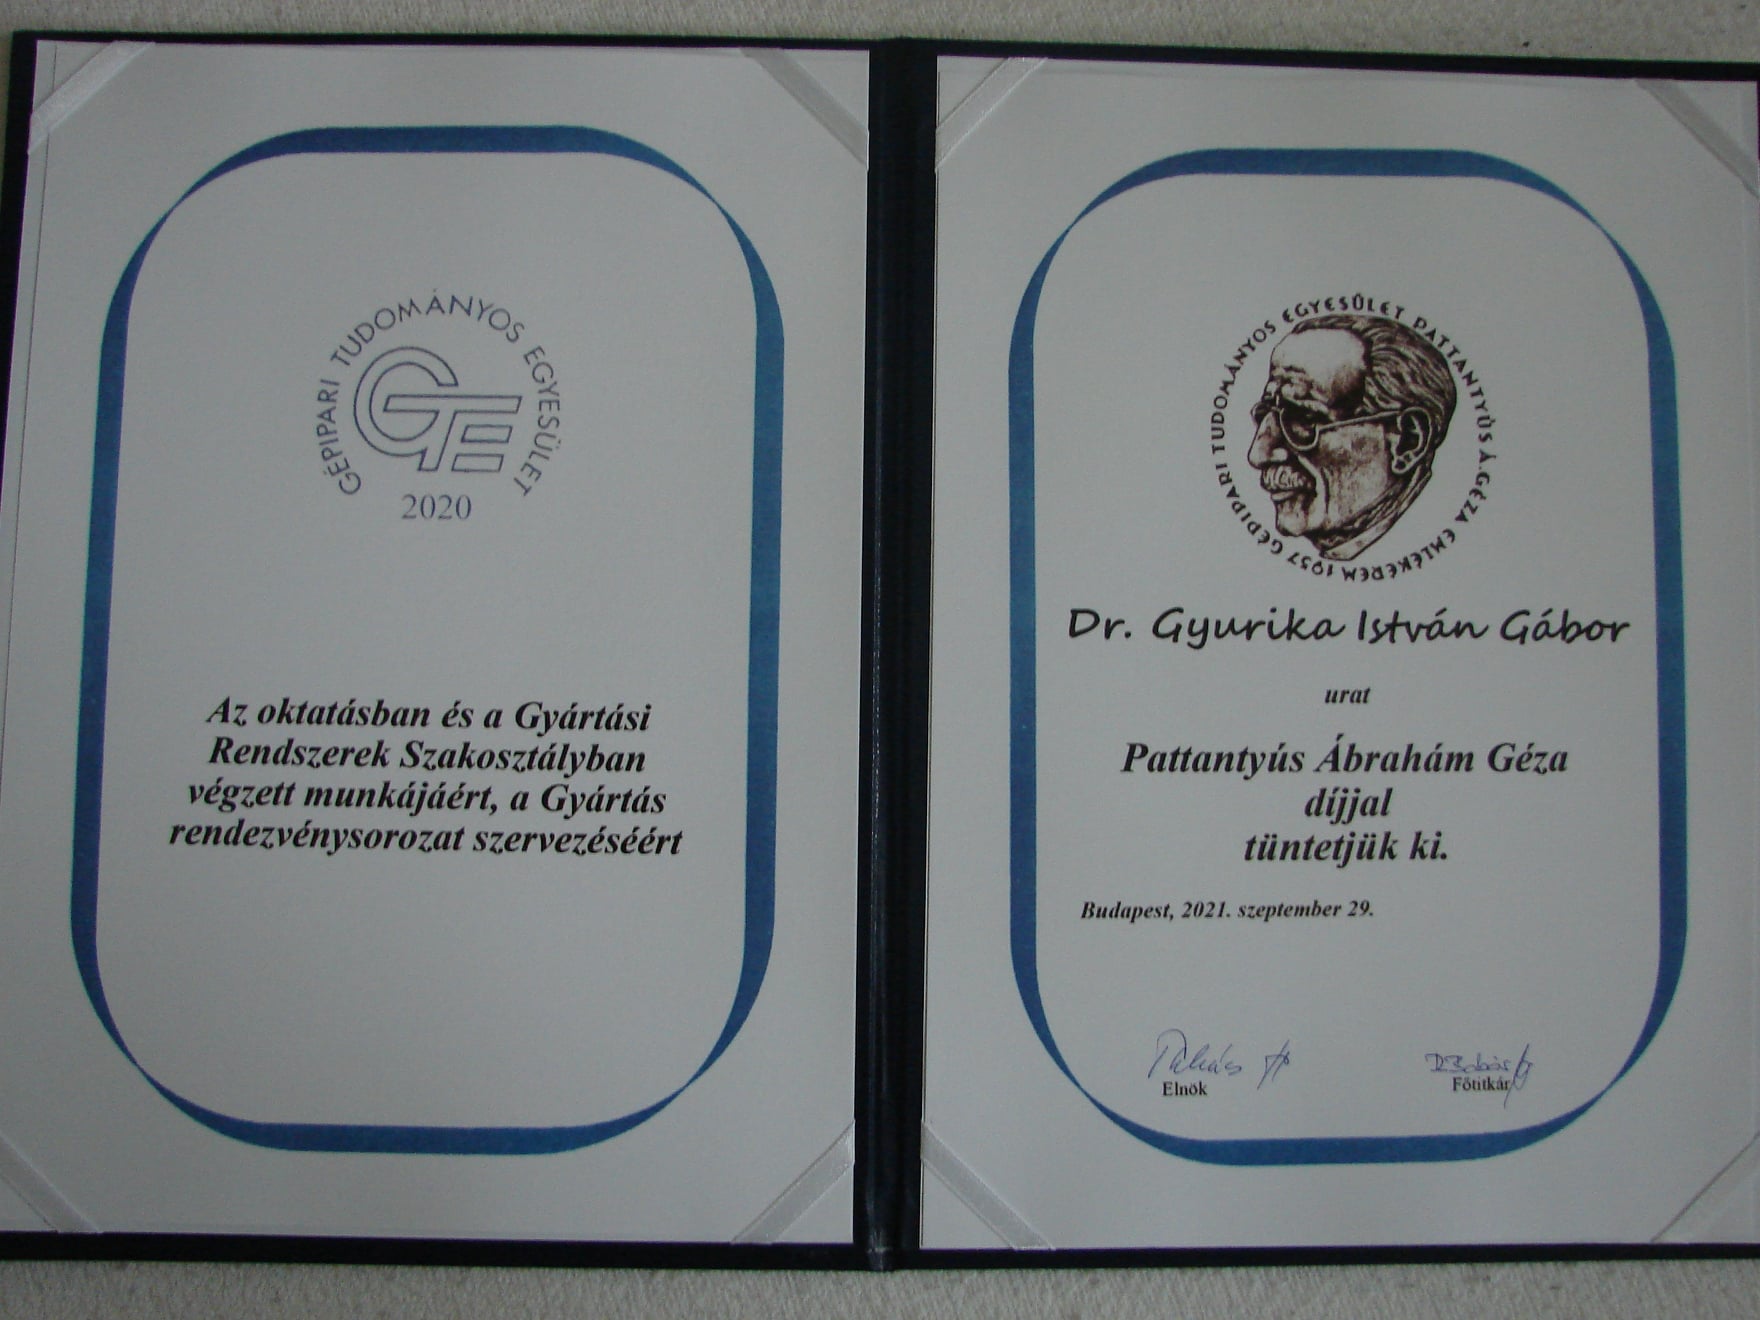 GÉPIPARI TUDOMÁNYOS EGYESÜLET
GTE
2020
Az oktatásban és a Gyártási
Rendszerek Szakosztályban
végzett munkájáért, a Gyártás
rendezvénysorozat szervezéséért
GÉPIPARI TUDOMÁNYOS EGYESÜLET PATTANTYÚS Á.GÉZA EMLÉKÉREM 1957
Dr. Gyurika István Gábor
urat
Pattantyús Ábrahám Géza
díjjal
tüntetjük ki.
Budapest, 2021. szeptember 29.
Elnök
Főtitkár